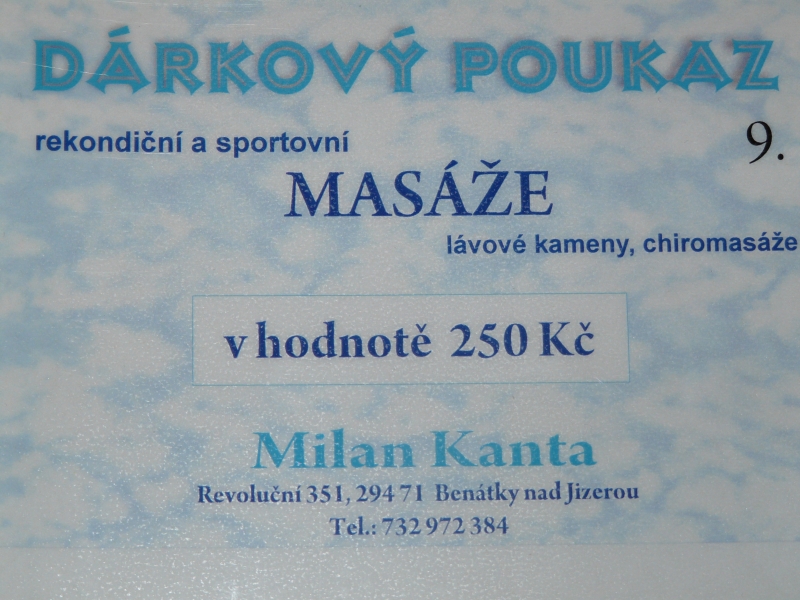 DÁRKOVÝ POUKAZ
rekondiční a sportovní
9.
MASÁŽE
lávové kameny, chiromasáže
v hodnotě 250 Kč
Milan Kanta
Revoluční 351, 294 71 Benátky nad Jizerou
Tel.: 732 972 384